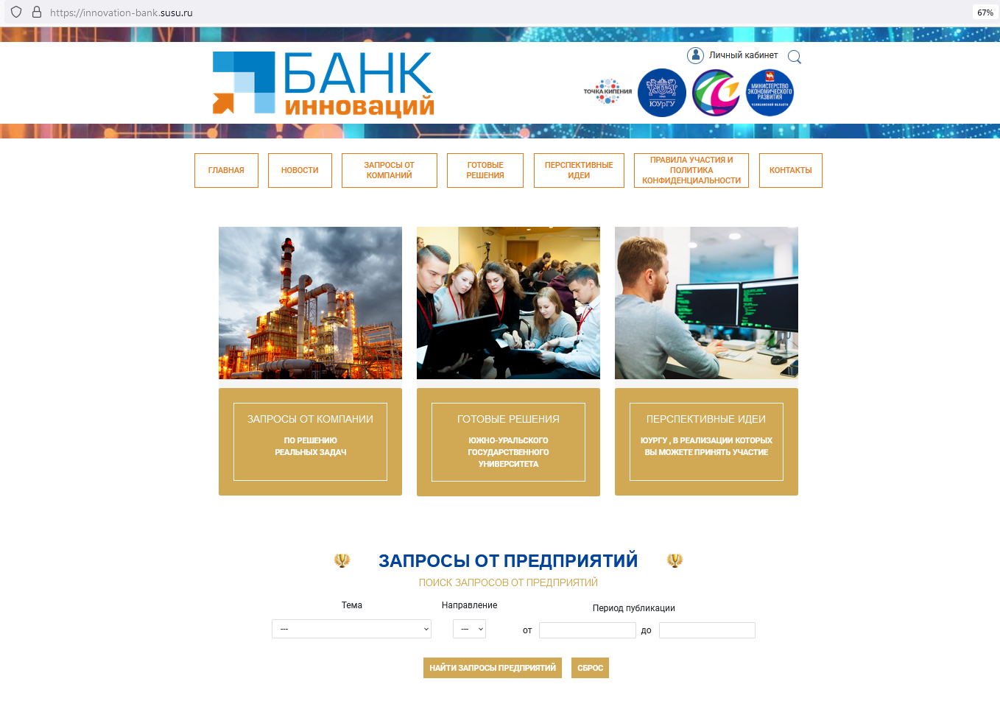 https://innovation-bank.susu.ru
67%
БАНК
инноваций
Личный кабинет
ТОЧКА КИПЕНИЯ
ЮУрГУ
МИНИСТЕРСТВО
ЭКОНОМИЧЕСКОГО
РАЗВИТИЯ
ЧЕЛЯБИНСКОЙ ОБЛАСТИ
ГЛАВНАЯ
НОВОСТИ
ЗАПРОСЫ ОТ
КОМПАНИЙ
ГОТОВЫЕ
РЕШЕНИЯ
ПЕРСПЕКТИВНЫЕ
ИДЕИ
ПРАВИЛА УЧАСТИЯ И
ПОЛИТИКА
КОНФИДЕНЦИАЛЬНОСТИ
КОНТАКТЫ
ЗАПРОСЫ ОТ КОМПАНИИ
ПО РЕШЕНИЮ
РЕАЛЬНЫХ ЗАДАЧ
ГОТОВЫЕ РЕШЕНИЯ
ЮЖНО-УРАЛЬСКОГО
ГОСУДАРСТВЕННОГО
УНИВЕРСИТЕТА
ПЕРСПЕКТИВНЫЕ ИДЕИ
ЮУРГУ , В РЕАЛИЗАЦИИ КОТОРЫХ
ВЫ МОЖЕТЕ ПРИНЯТЬ УЧАСТИЕ
ЗАПРОСЫ ОТ ПРЕДПРИЯТИЙ
ПОИСК ЗАПРОСОВ ОТ ПРЕДПРИЯТИЙ
Тема
Направление
Период публикации
---
---
от
до
НАЙТИ ЗАПРОСЫ ПРЕДПРИЯТИЙ
СБРОС